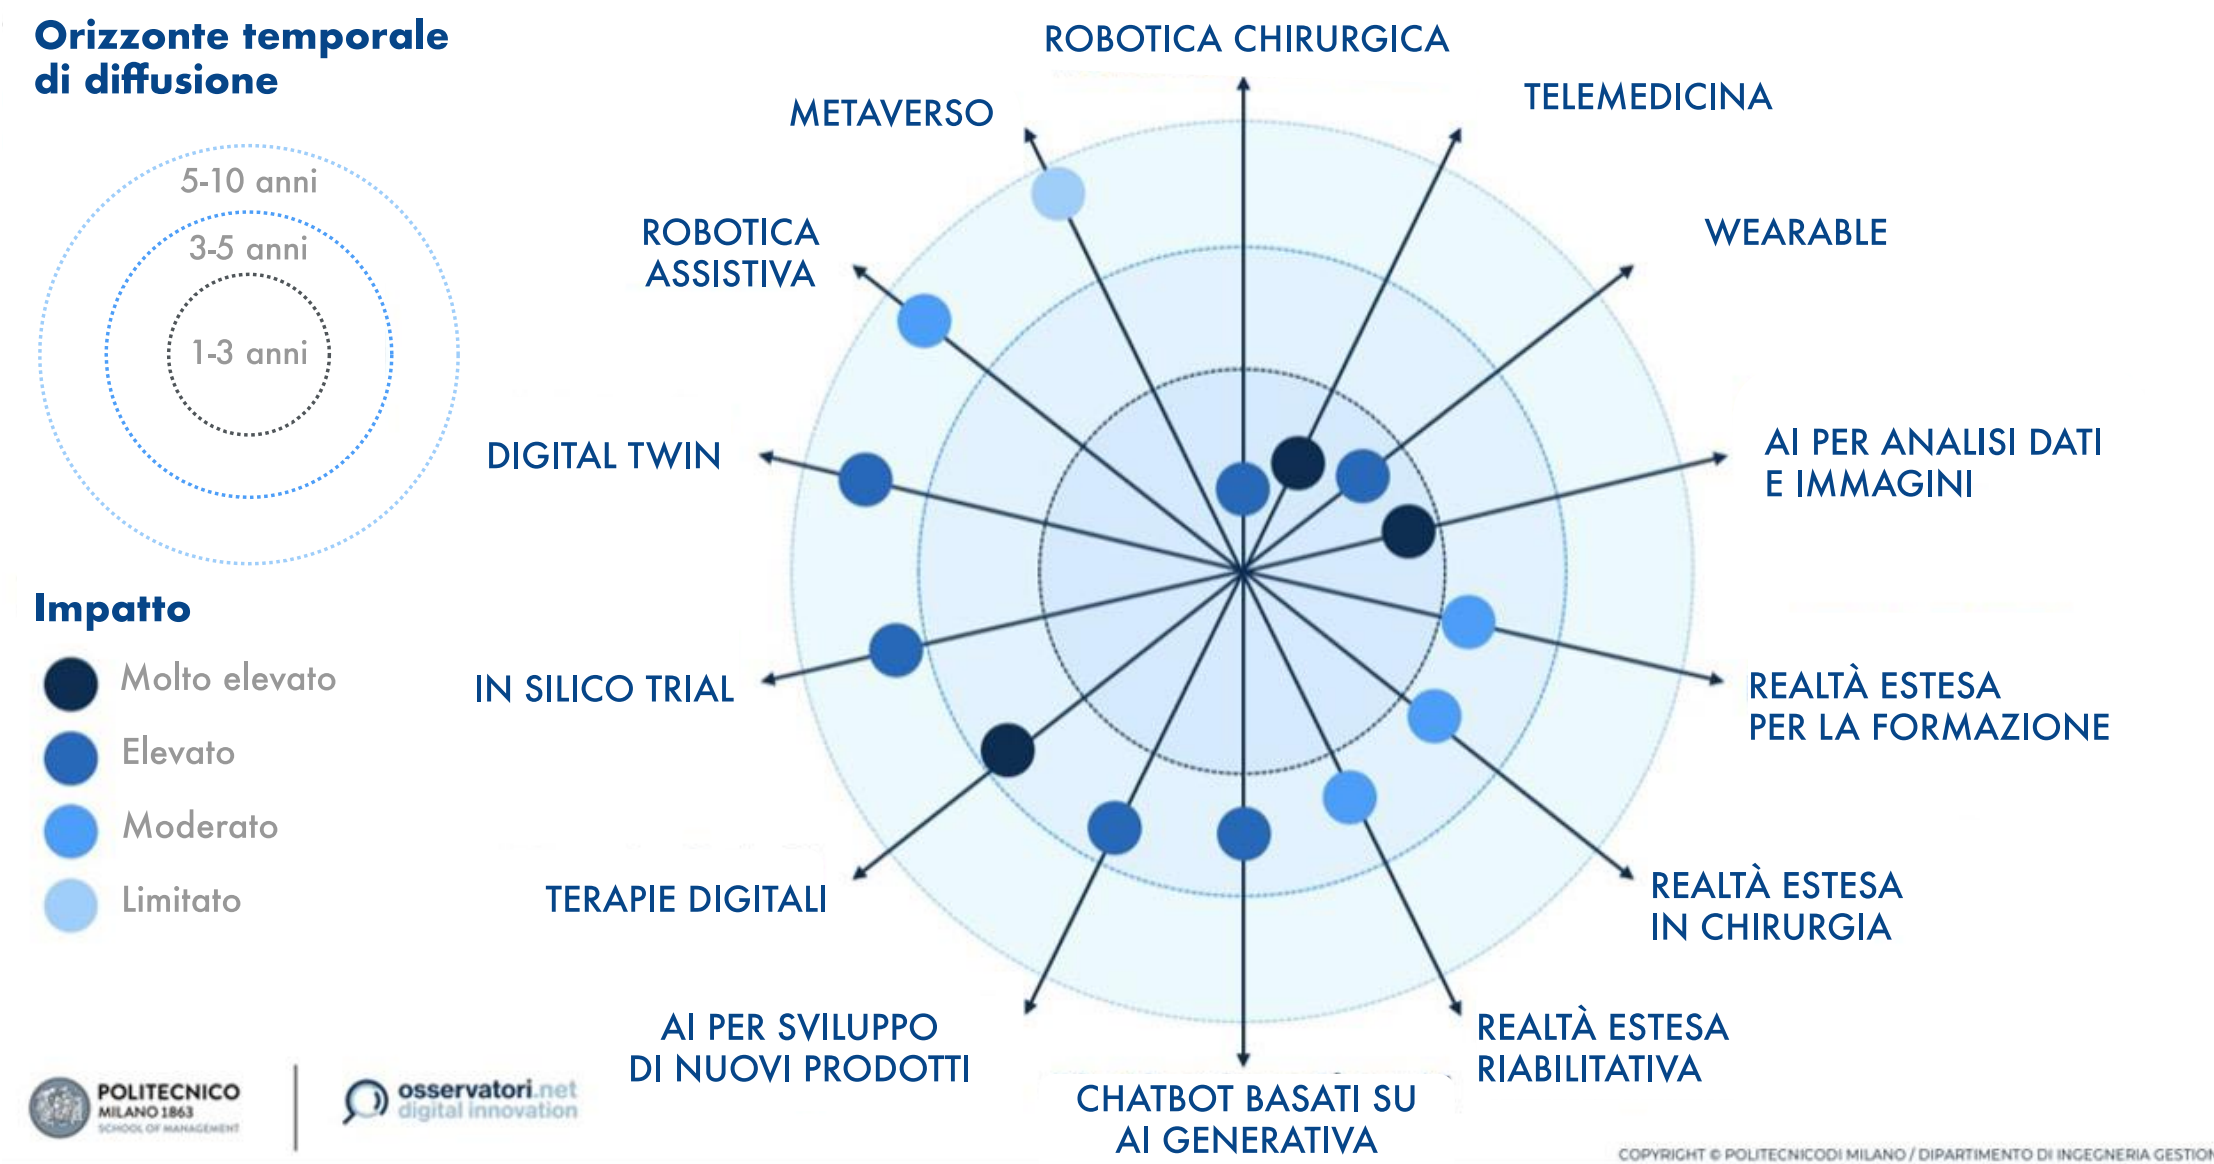 Orizzonte temporale
di diffusione
5-10 anni
3-5 anni
1-3 anni
Impatto
Molto elevato
Elevato
Moderato
Limitato
ROBOTICA CHIRURGICA
TELEMEDICINA
WEARABLE
AI PER ANALISI DATI
E IMMAGINI
REALTÀ ESTESA
PER LA FORMAZIONE
REALTÀ ESTESA
IN CHIRURGIA
REALTÀ ESTESA
RIABILITATIVA
CHATBOT BASATI SU
AI GENERATIVA
AI PER SVILUPPO
DI NUOVI PRODOTTI
TERAPIE DIGITALI
IN SILICO TRIAL
DIGITAL TWIN
ROBOTICA
ASSISTIVA
METAVERSO
POLITECNICO
MILANO 1863
SCHOOL OF MANAGEMENT
osservatori.net
digital innovation
COPYRIGHT © POLITECNICODI MILANO / DIPARTIMENTO DI INGEGNERIA GESTION